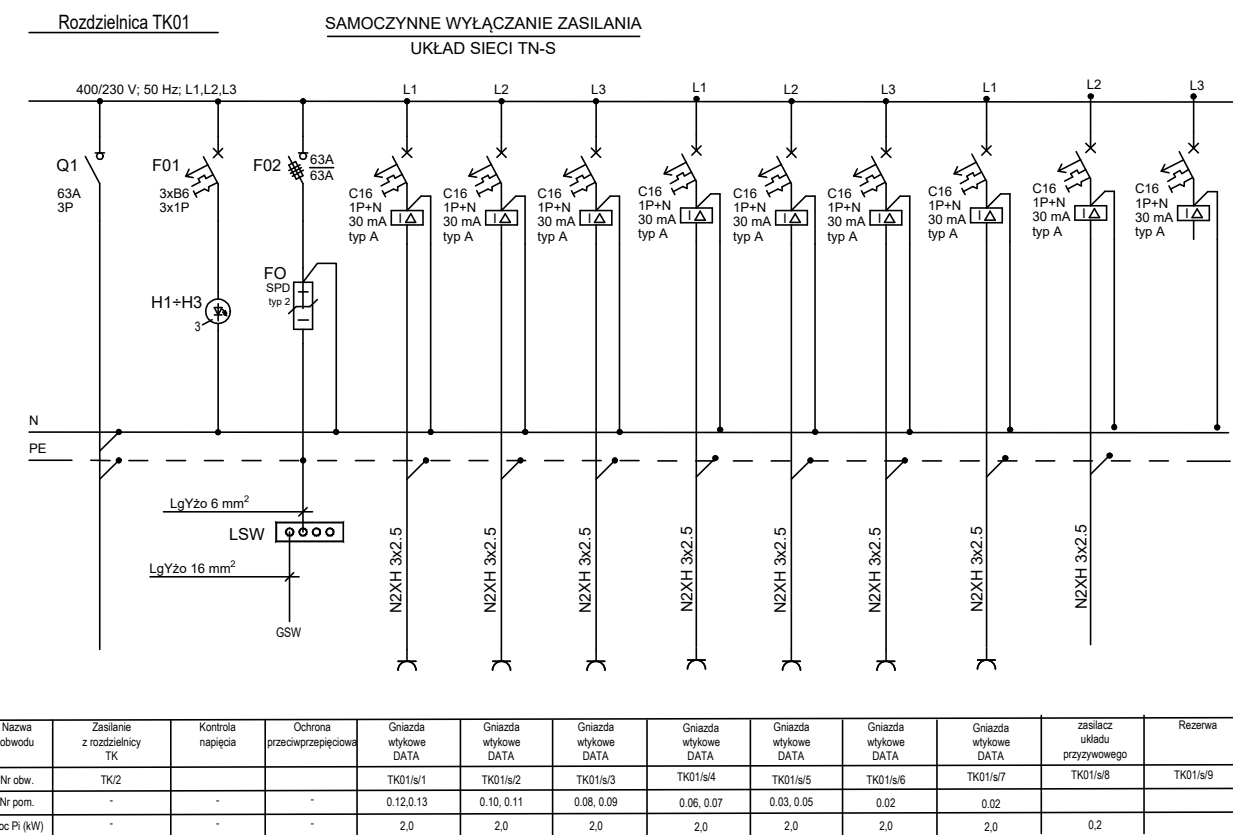 Rozdzielnica TK01
SAMOCZYNNE WYŁĄCZANIE ZASILANIA
UKŁAD SIECI TN-S
400/230 V; 50 Hz; L1,L2,L3
L1
L2
L3
L1
L2
L3
L1
L2
L3
Q1
63A
3P
F01
3xB6
3x1P
F02
63A
63A
C16
1P+N
30 mA
typ A
I
C16
1P+N
30 mA
typ A
I
C16
1P+N
30 mA
typ A
I
C16
1P+N
30 mA
typ A
I
C16
1P+N
30 mA
typ A
I
C16
1P+N
30 mA
typ A
I
C16
1P+N
30 mA
typ A
I
C16
1P+N
30 mA
typ A
I
C16
1P+N
30 mA
typ A
I
H1÷H3
3
FO
SPD
typ 2
N
PE
LgYżo 6 mm²
LSW
LgYżo 16 mm²
GSW
N2XH 3x2.5
N2XH 3x2.5
N2XH 3x2.5
N2XH 3x2.5
N2XH 3x2.5
N2XH 3x2.5
N2XH 3x2.5
N2XH 3x2.5
Nazwa
obwodu
Zasilanie
z rozdzielnicy
TK
Kontrola
napięcia
Ochrona
przeciwprzepięciowa
Gniazda
wtykowe
DATA
Gniazda
wtykowe
DATA
Gniazda
wtykowe
DATA
Gniazda
wtykowe
DATA
Gniazda
wtykowe
DATA
Gniazda
wtykowe
DATA
Gniazda
wtykowe
DATA
zasilacz
układu
przyzywowego
Rezerwa
Nr obw. TK/2 TK01/s/1 TK01/s/2 TK01/s/3 TK01/s/4 TK01/s/5 TK01/s/6 TK01/s/7 TK01/s/8 TK01/s/9
Nr pom. - - - 0.12,0.13 0.10, 0.11 0.08, 0.09 0.06, 0.07 0.03, 0.05 0.02 0.02
oc Pi (kW) - - - 2,0 2,0 2,0 2,0 2,0 2,0 2,0 0,2